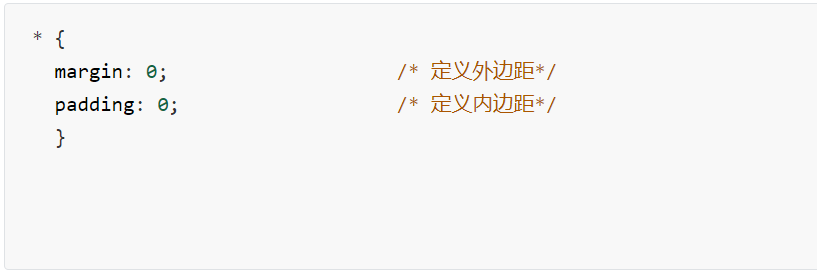 * {
margin: 0; /* 定义外边距*/
padding: 0; /* 定义内边距*/
}